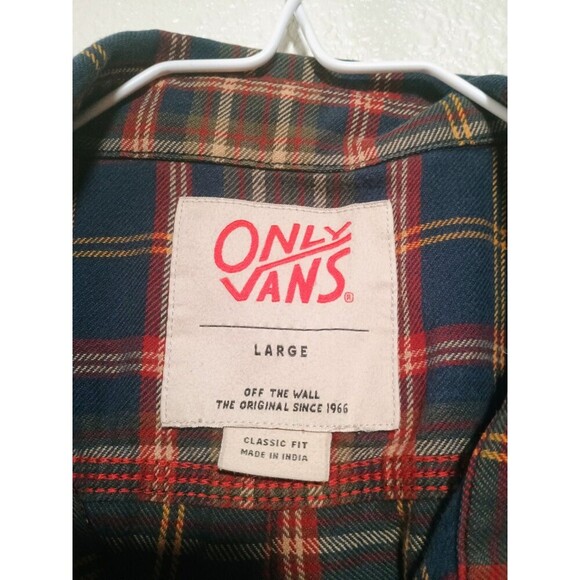 ONLY
VANS®
LARGE
OFF THE WALL
THE ORIGINAL SINCE 1966
CLASSIC FIT
MADE IN INDIA